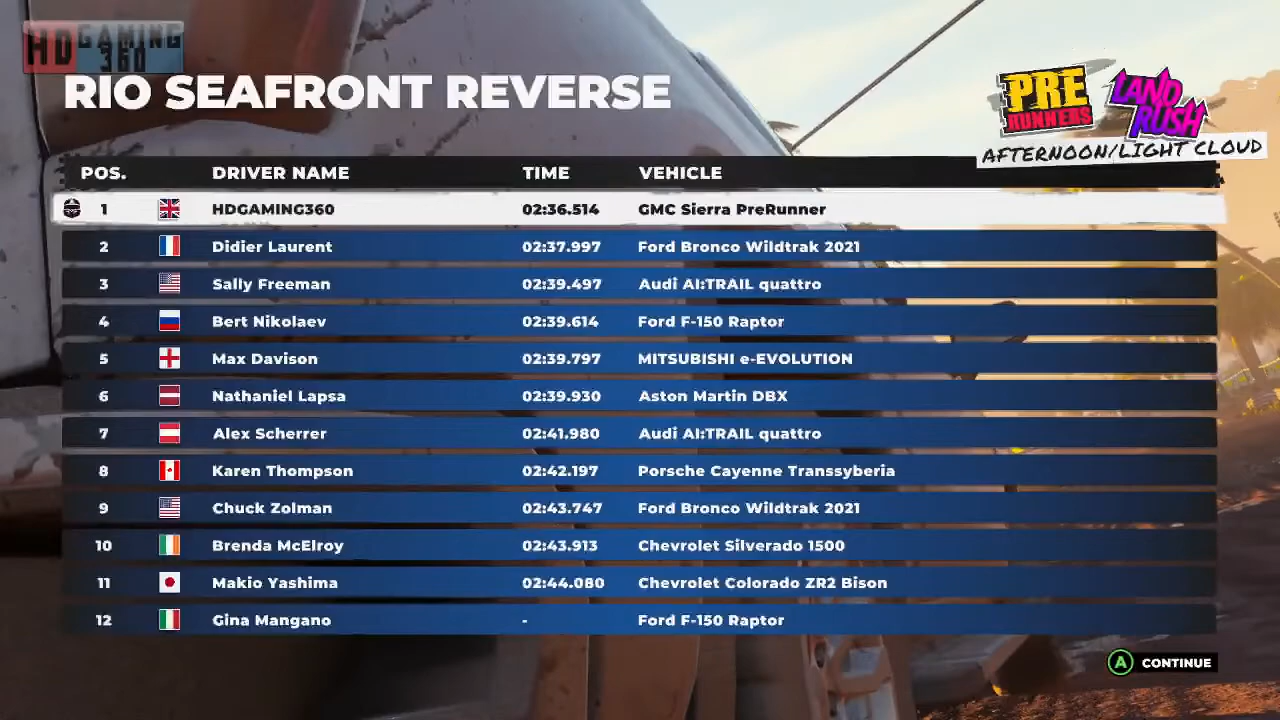 HD GAMING 360
RIO SEAFRONT REVERSE
PRE RUNNERS
LAND RUSH
AFTERNOON/LIGHT CLOUD
POS. DRIVER NAME TIME VEHICLE
1 HDGAMING360 02:36.514 GMC Sierra PreRunner
2 Didier Laurent 02:37.997 Ford Bronco Wildtrak 2021
3 Sally Freeman 02:39.497 Audi AI:TRAIL quattro
4 Bert Nikolaev 02:39.614 Ford F-150 Raptor
5 Max Davison 02:39.797 MITSUBISHI e-EVOLUTION
6 Nathaniel Lapsa 02:39.930 Aston Martin DBX
7 Alex Scherrer 02:41.980 Audi AI:TRAIL quattro
8 Karen Thompson 02:42.197 Porsche Cayenne Transsyberia
9 Chuck Zolman 02:43.747 Ford Bronco Wildtrak 2021
10 Brenda McElroy 02:43.913 Chevrolet Silverado 1500
11 Makio Yashima 02:44.080 Chevrolet Colorado ZR2 Bison
12 Gina Mangano - Ford F-150 Raptor
A CONTINUE